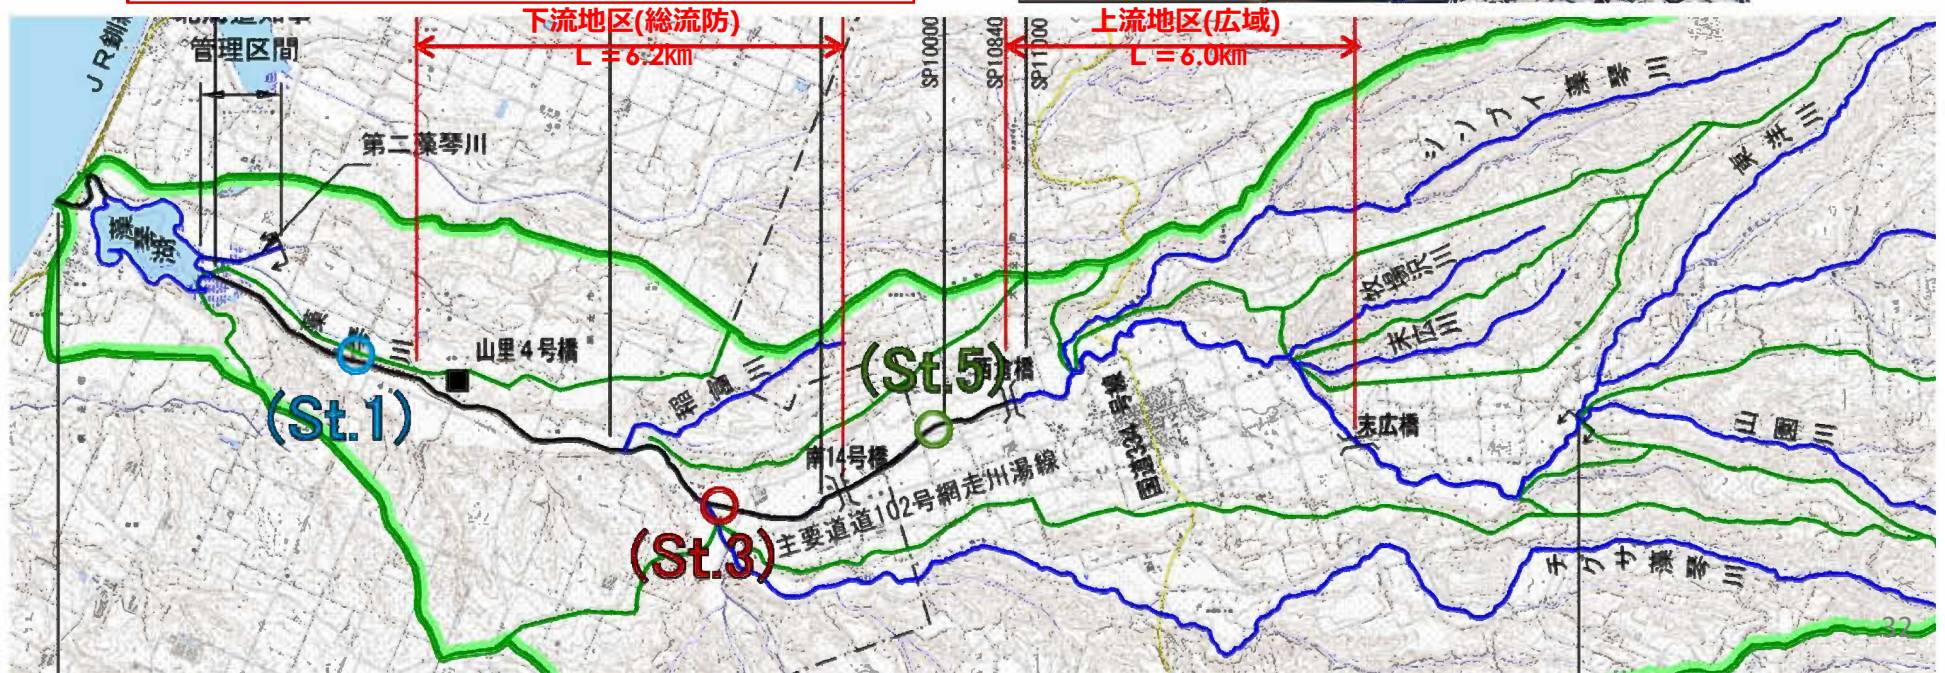 下流地区(総流防)
L＝6.2㎞
上流地区(広域)
L＝6.0㎞
北海道知事
管理区間
JR釧
SP10000
SP10840
SP11000
第二藻琴川
藻琴湖
藻琴川
山里4号橋
稲富川
(St.1)
(St.3)
(St.5)
南14号橋
主要道道102号網走川湯線
国道334号線
シンプイ藻琴川
東洋川
牧場沢川
末広川
末広橋
山園川
チクサ藻琴川
32